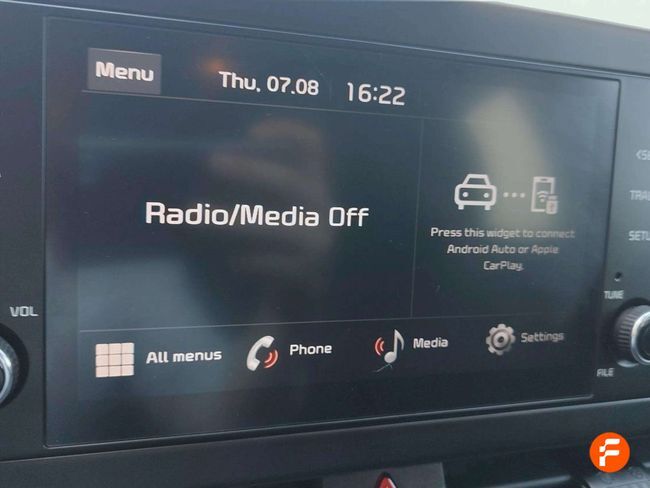 Menu
Thu, 07.08
16:22
Radio/Media Off
Press this widget to connect
Android Auto or Apple
CarPlay.
All menus
Phone
Media
Settings
VOL
TUNE
FILE